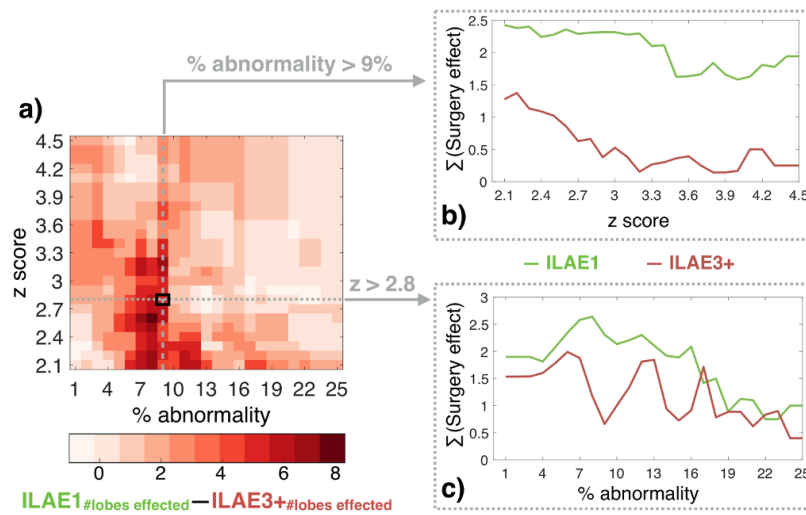 a)
% abnormality > 9%
z score
4.5
4.2
3.9
3.6
3.3
3
2.7
2.4
2.1
1 4 7 10 13 16 19 22 25
% abnormality
z > 2.8
0 2 4 6 8
ILAE1#lobes effected — ILAE3+#lobes effected
b)
Σ (Surgery effect)
2.5
2
1.5
1
0.5
0
2.1 2.4 2.7 3 3.3 3.6 3.9 4.2 4.5
z score
— ILAE1 — ILAE3+
c)
Σ (Surgery effect)
3
2.5
2
1.5
1
0.5
0
1 4 7 10 13 16 19 22 25
% abnormality